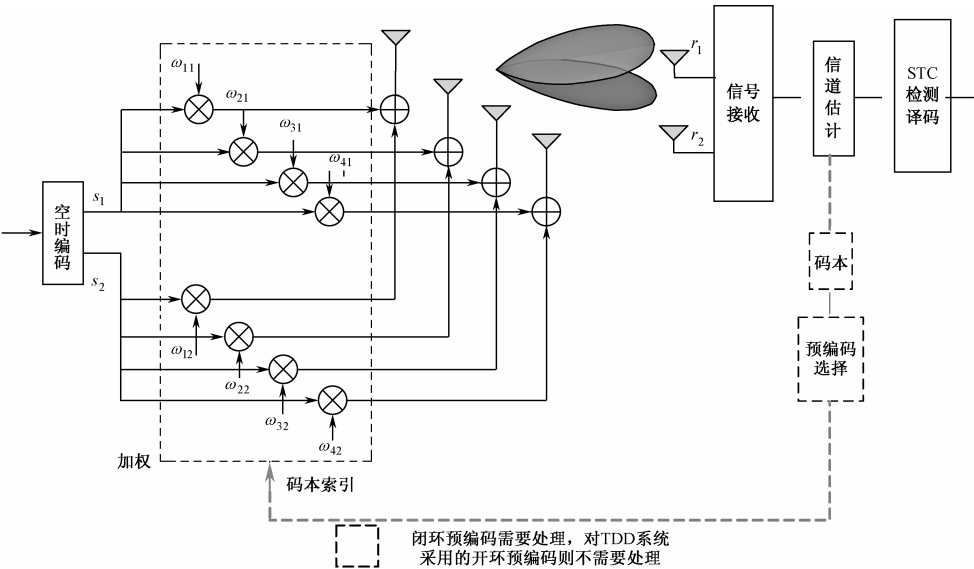 ω11
ω21
ω31
ω41
空时编码
s1
s2
ω12
ω22
ω32
ω42
加权
码本索引
r1
r2
信号
接收
信道估计
STC
检测
译码
码本
预编码
选择
闭环预编码需要处理，对TDD系统
采用的开环预编码则不需要处理